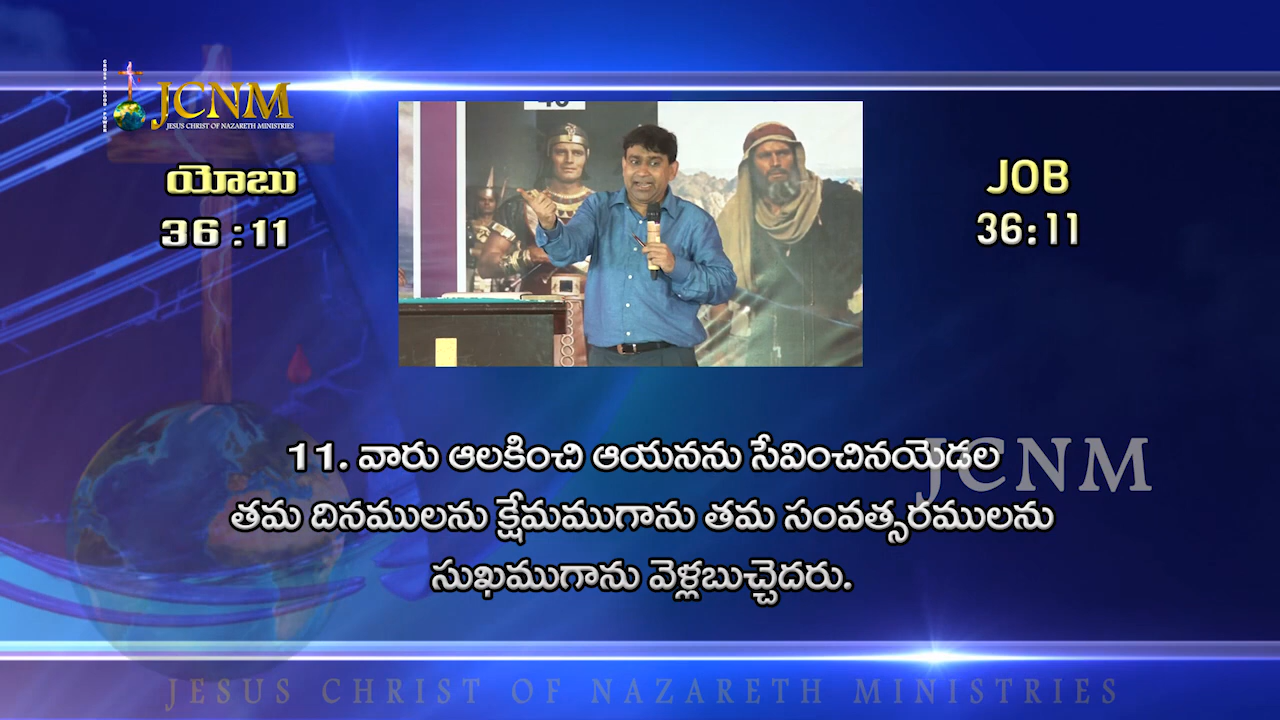 JCNM
JESUS CHRIST OF NAZARETH MINISTRIES
యోబు
36 : 11
JOB
36:11
11. వారు ఆలకించి ఆయనను సేవించినయెడల
తమ దినములను క్షేమముగాను తమ సంవత్సరములను
సుఖముగాను వెళ్లబుచ్చెదరు.
JCNM
JESUS CHRIST OF NAZARETH MINISTRIES